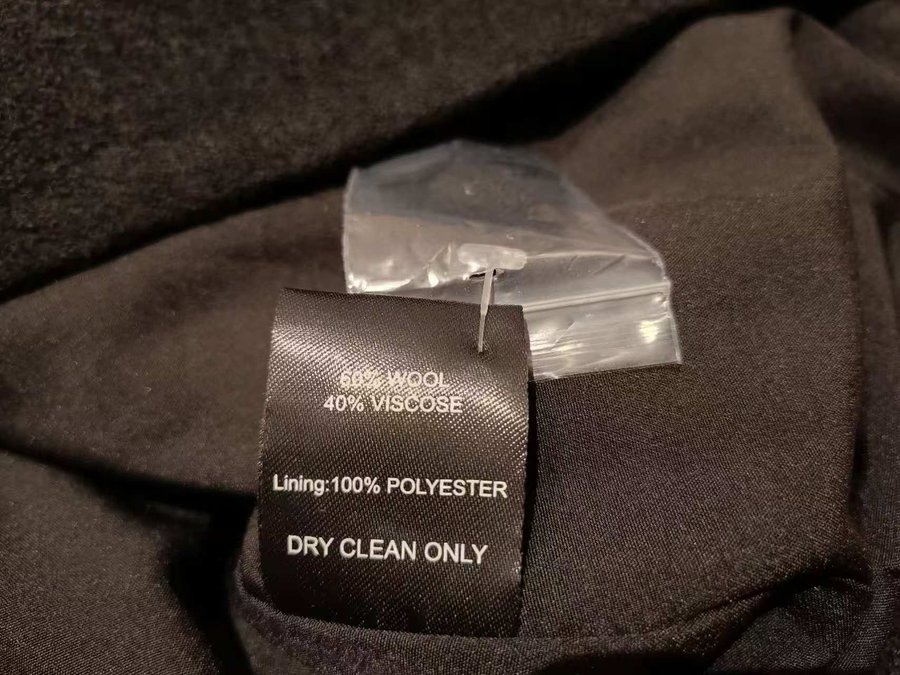 60% WOOL
40% VISCOSE
Lining:100% POLYESTER
DRY CLEAN ONLY